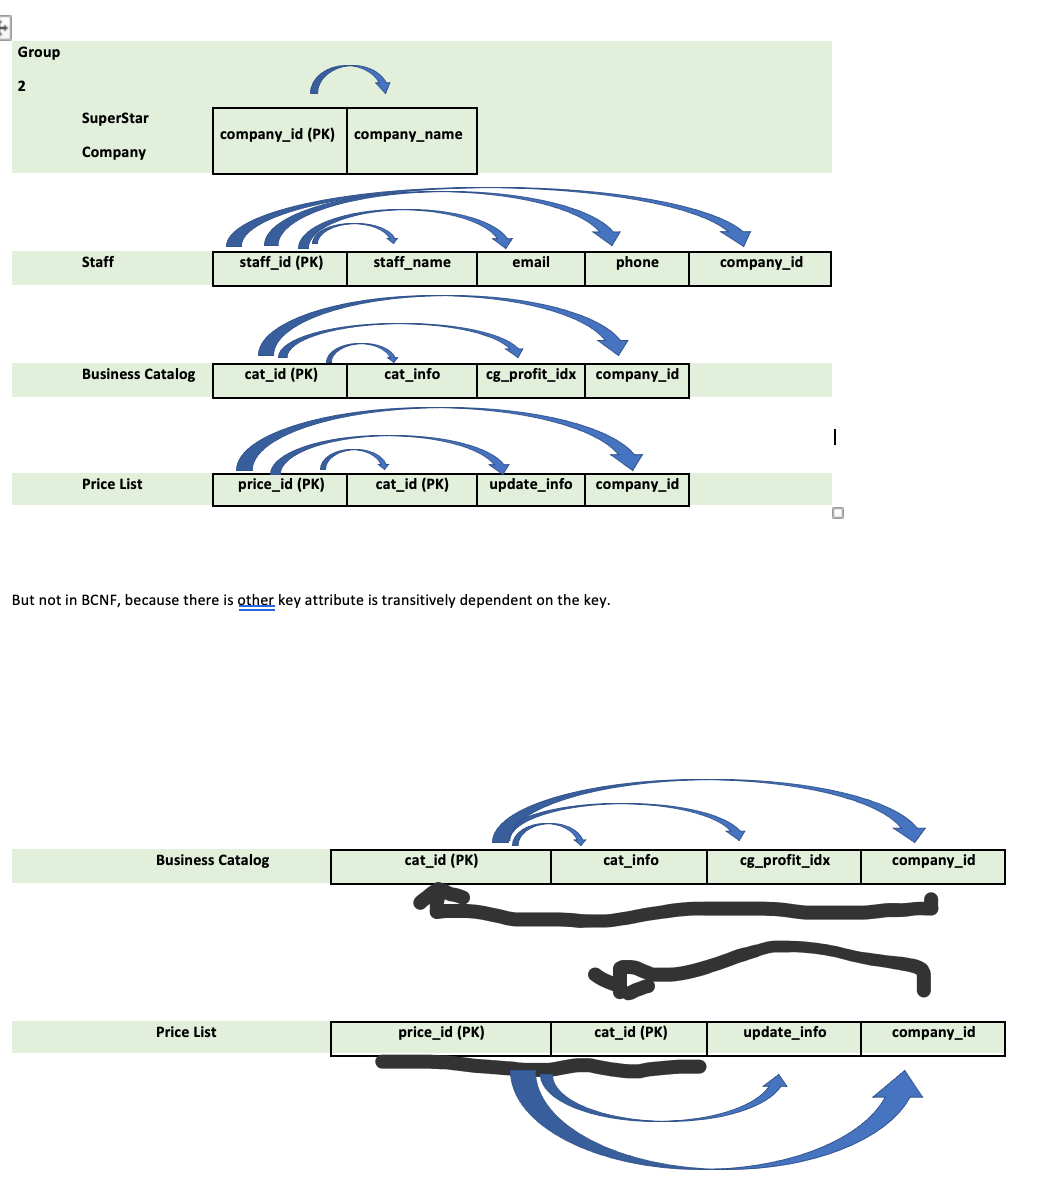 Group
2
SuperStar
Company
company_id (PK) company_name
Staff staff_id (PK) staff_name email phone company_id
Business Catalog cat_id (PK) cat_info cg_profit_idx company_id
Price List price_id (PK) cat_id (PK) update_info company_id
But not in BCNF, because there is other key attribute is transitively dependent on the key.
Business Catalog cat_id (PK) cat_info cg_profit_idx company_id
Price List price_id (PK) cat_id (PK) update_info company_id